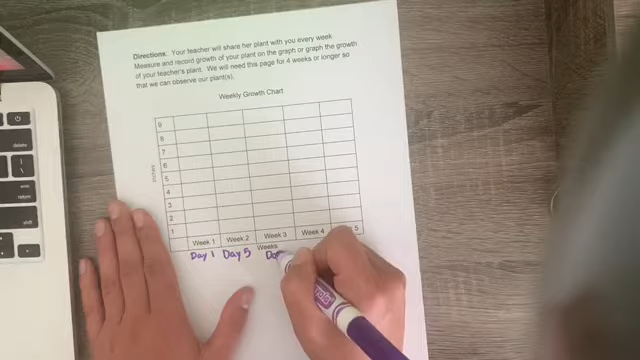 Directions: Your teacher will share her plant with you every week
Measure and record growth of your plant on the graph or graph the growth
of your teacher's plant. We will need this page for 4 weeks or longer so
that we can observe our plant(s).
Weekly Growth Chart
9
8
7
6
5
4
3
2
1
Week 1 Week 2 Week 3 Week 4 5
Weeks
Day 1 Day 5
delete
return
shift